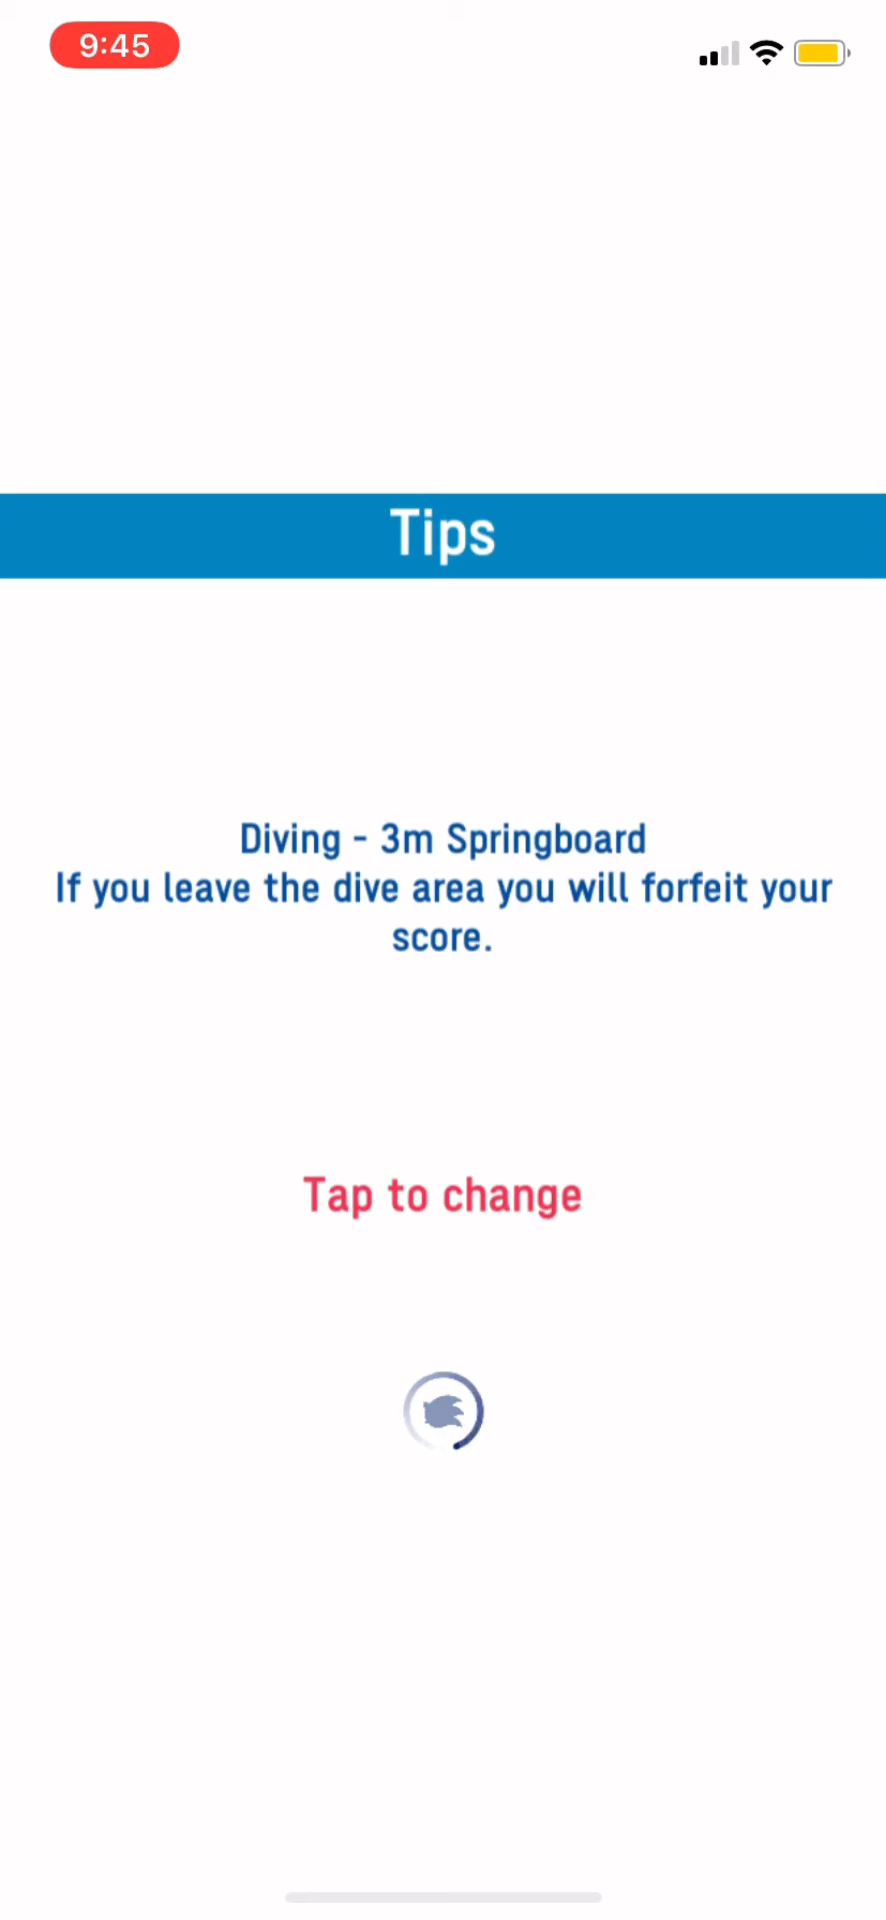 9:45
Tips
Diving - 3m Springboard
If you leave the dive area you will forfeit your
score.
Tap to change